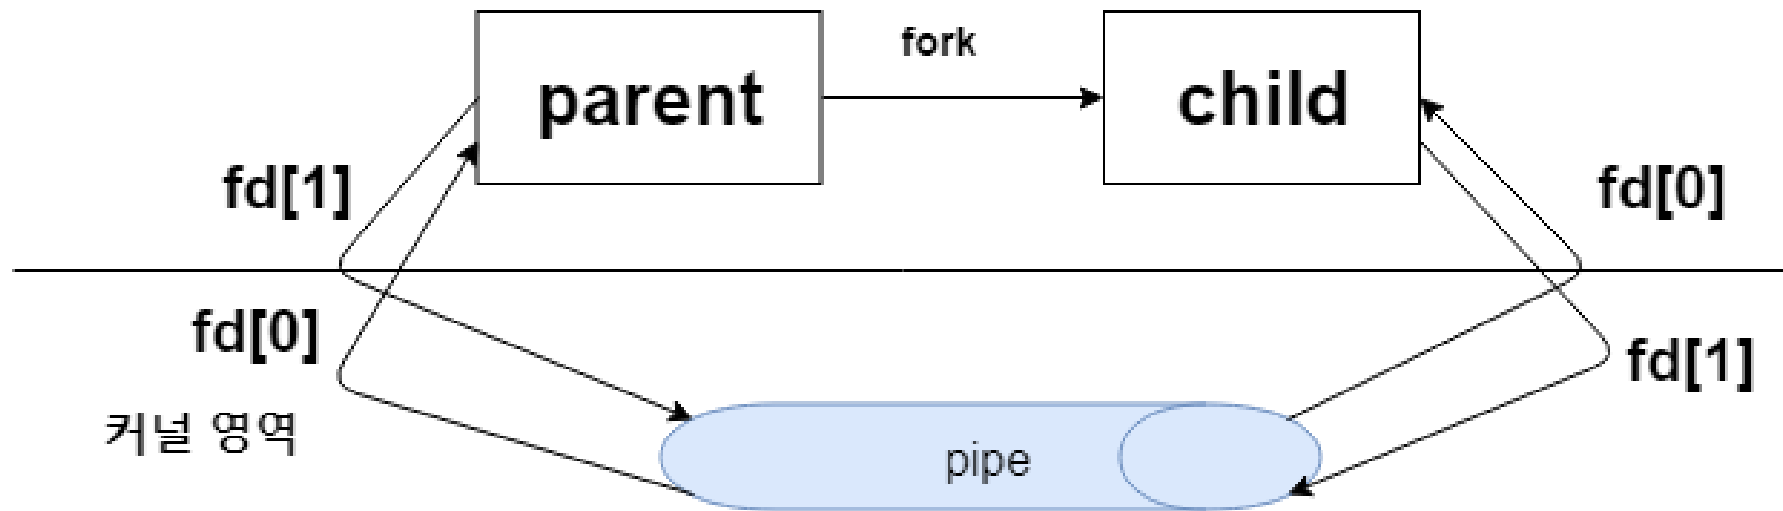 fork
parent
child
fd[1]
fd[0]
fd[0]
fd[1]
커널 영역
pipe